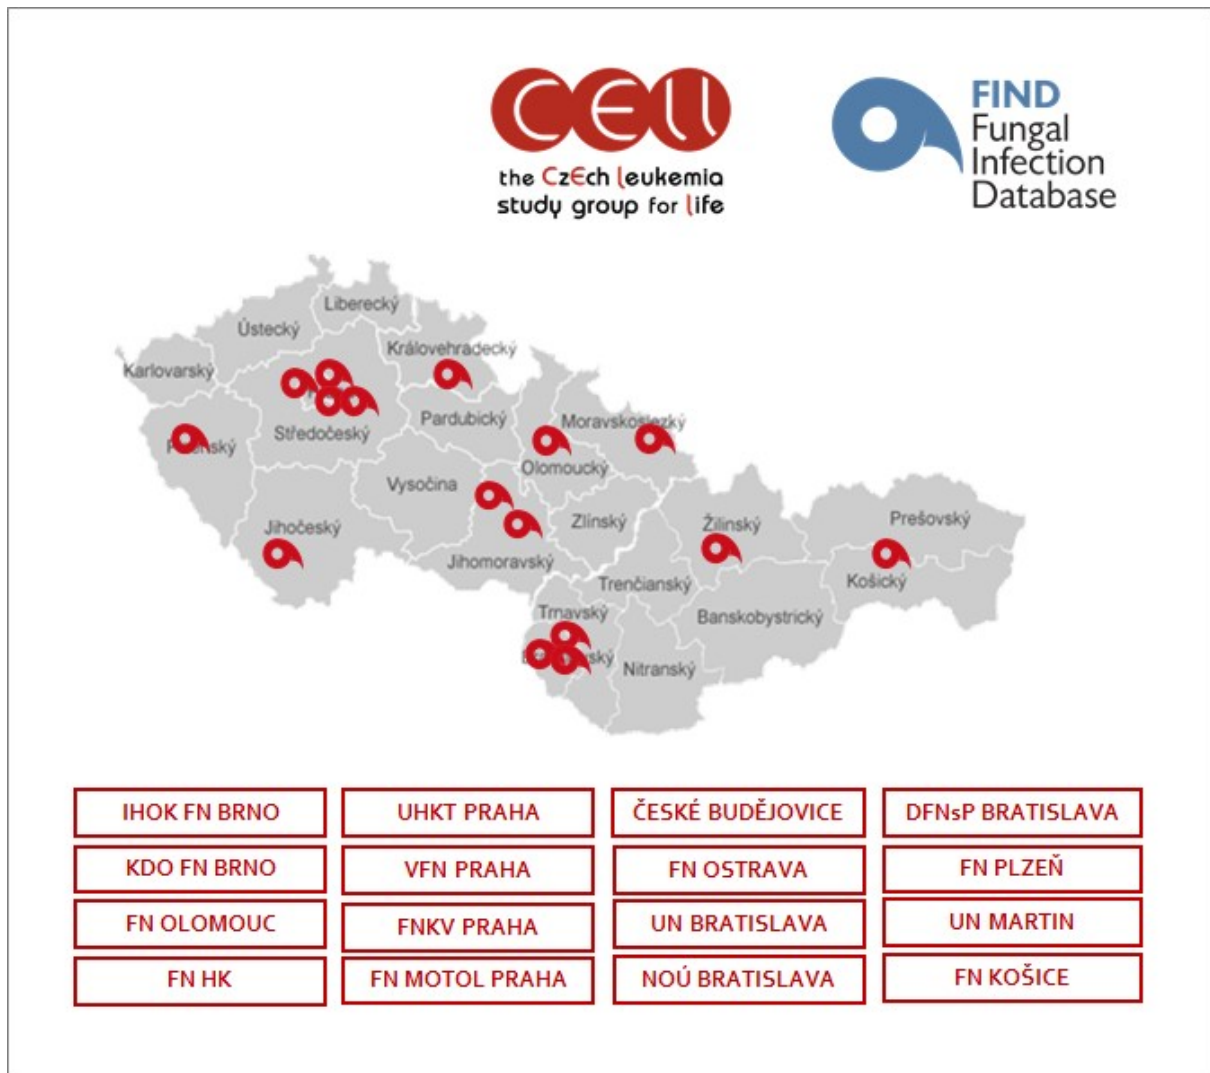 CELL
the CzEch leukemia
study group for life
FIND
Fungal
Infection
Database
Liberecký
Ústecký
Královehradecký
Karlovarský
Pardubický
Moravskoslezký
Středočeský
Olomoucký
Vysočina
Zlínský
Jihočeský
Žilinský
Prešovský
Jihomoravský
Trenčianský
Košický
Trnavský
Banskobystrický
Nitranský
IHOK FN BRNO
UHKT PRAHA
ČESKÉ BUDĚJOVICE
DFNsP BRATISLAVA
KDO FN BRNO
VFN PRAHA
FN OSTRAVA
FN PLZEŇ
FN OLOMOUC
FNKV PRAHA
UN BRATISLAVA
UN MARTIN
FN HK
FN MOTOL PRAHA
NOÚ BRATISLAVA
FN KOŠICE